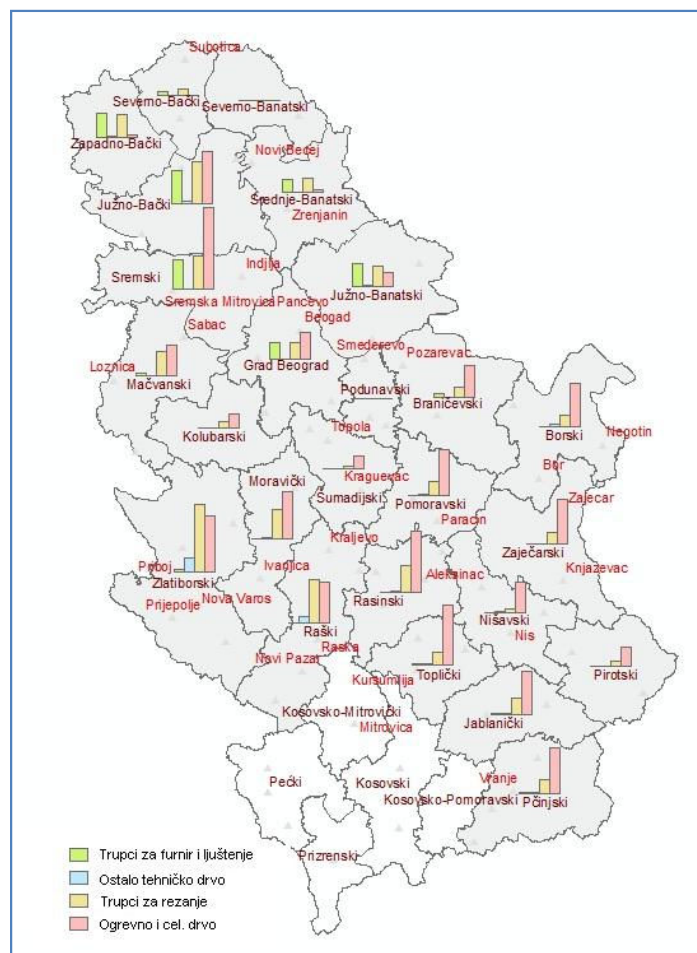 Subotica
Severno-Bački
Severno-Banatski
Zapadno-Bački
Novi Becej
Južno-Bački
Srednje-Banatski
Zrenjanin
Indjija
Sremski
Južno-Banatski
Sremska Mitrovica
Pancevo
Sabac
Beogad
Smederevo
Loznica
Grad Beograd
Pozarevac
Mačvanski
Podunavski
Braničevski
Kolubarski
Topola
Borski
Negotin
Moravički
Kraguevac
Šumadijski
Pomoravski
Bor
Zajecar
Paracin
Kraljevo
Zaječarski
Priboj
Ivanjica
Aleksinac
Knjazevac
Zlatiborski
Nova Varos
Rasinski
Prijepolje
Raški
Nišavski
Nis
Raska
Novi Pazar
Kursumlija
Toplički
Pirotski
Kosovsko-Mitrovički
Mitrovica
Jablanički
Pećki
Kosovski
Vranje
Kosovsko-Pomoravski
Pčinjski
Prizrenski
Trupci za furnir i ljuštenje
Ostalo tehničko drvo
Trupci za rezanje
Ogrevno i cel. drvo